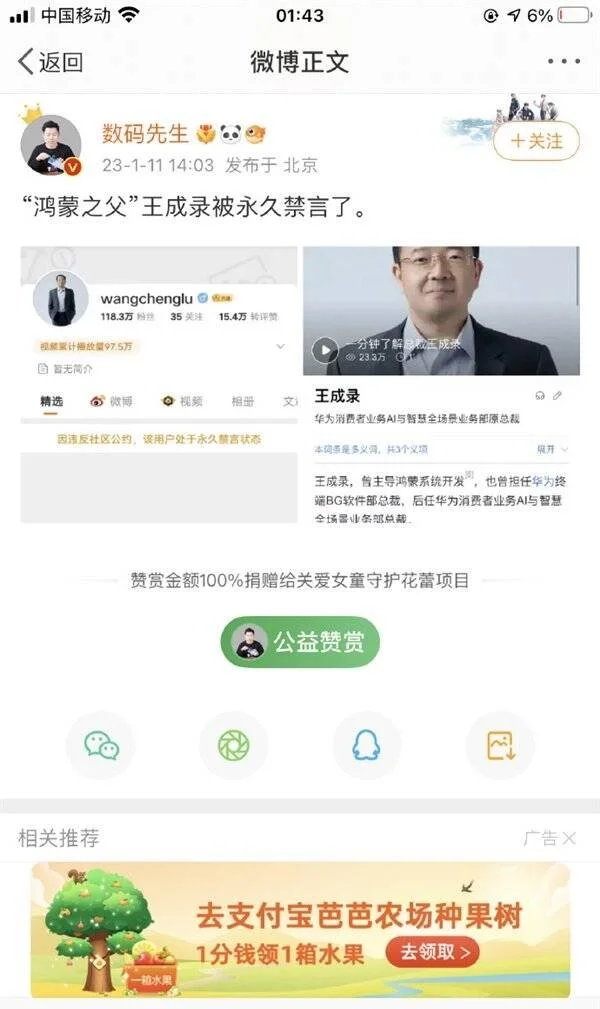 中国移动
01:43
6%
返回
微博正文
数码先生
+关注
23-1-11 14:03 发布于 北京
“鸿蒙之父”王成录被永久禁言了。
wangchenglu
118.3万 粉丝 35 关注 15.4万 转评赞
视频累计播放量97.5万
暂无简介
精选 微博 视频 相册
因违反社区公约，该用户处于永久禁言状态
一分钟了解总裁王成录
23.3万
王成录
华为消费者业务AI与智慧全场景业务部原总裁
本词条是多义词，共3个义项 展开
王成录，曾主导鸿蒙系统开发，也曾担任华为终
端BG软件部总裁，后任华为消费者业务AI与智慧
全场景业务部总裁。
赞赏金额100%捐赠给关爱女童守护花蕾项目
公益赞赏
相关推荐
广告
去支付宝芭芭农场种果树
1分钱领1箱水果
去领取 >
一箱水果